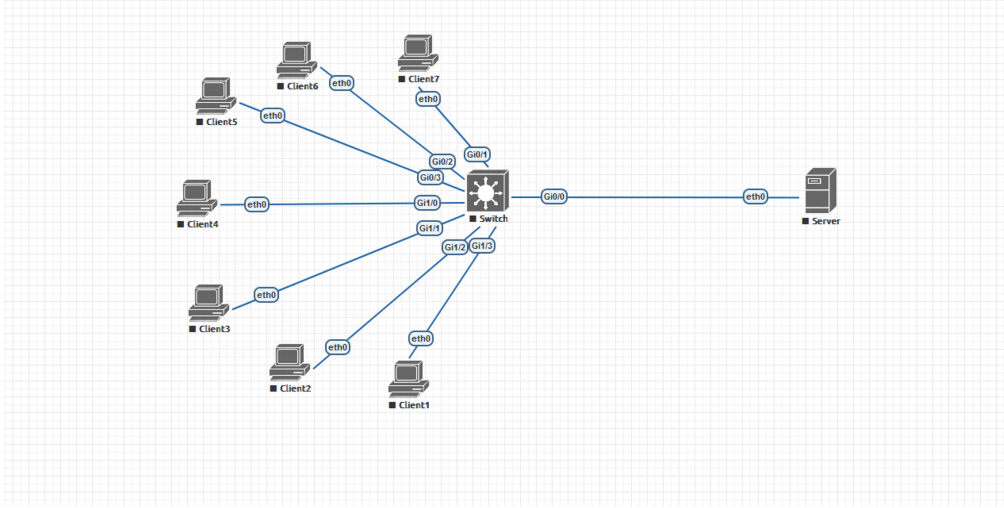 Client7
Client6
eth0
eth0
Client5
eth0
Gi0/1
Gi0/2
Gi0/3
Client4
eth0
Gi1/0
Switch
Gi0/0
eth0
Server
Gi1/1
Gi1/2
Gi1/3
Client3
eth0
eth0
Client2
eth0
Client1